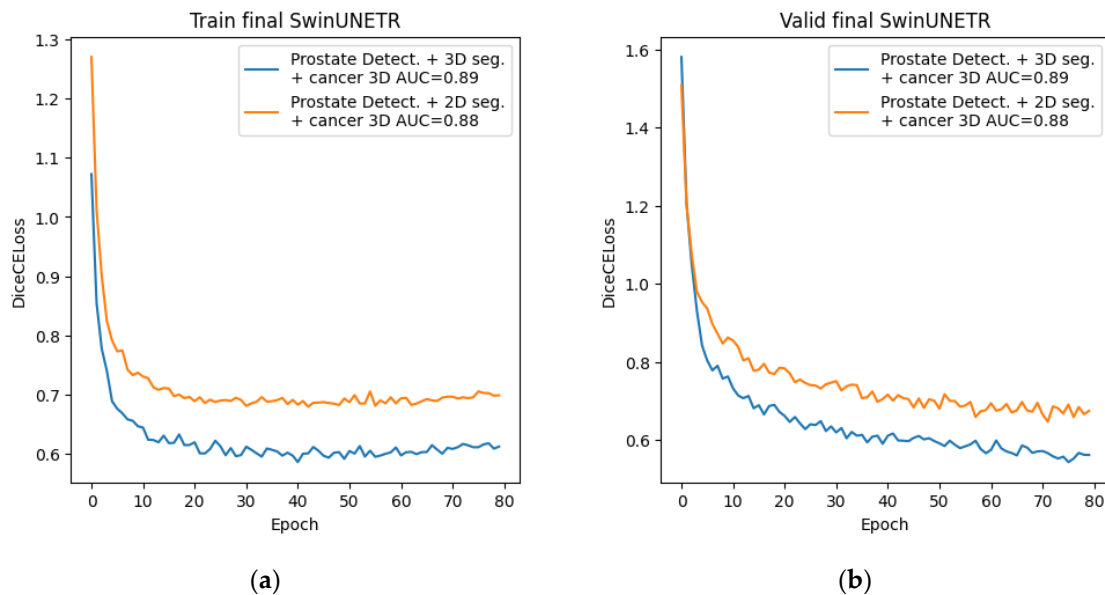 Train final SwinUNETR
1.3
1.2
1.1
1.0
0.9
0.8
0.7
0.6
DiceCELoss
Prostate Detect. + 3D seg.
+ cancer 3D AUC=0.89
Prostate Detect. + 2D seg.
+ cancer 3D AUC=0.88
0 10 20 30 40 50 60 70 80
Epoch
(a)
Valid final SwinUNETR
1.6
1.4
1.2
1.0
0.8
0.6
DiceCELoss
Prostate Detect. + 3D seg.
+ cancer 3D AUC=0.89
Prostate Detect. + 2D seg.
+ cancer 3D AUC=0.88
0 10 20 30 40 50 60 70 80
Epoch
(b)